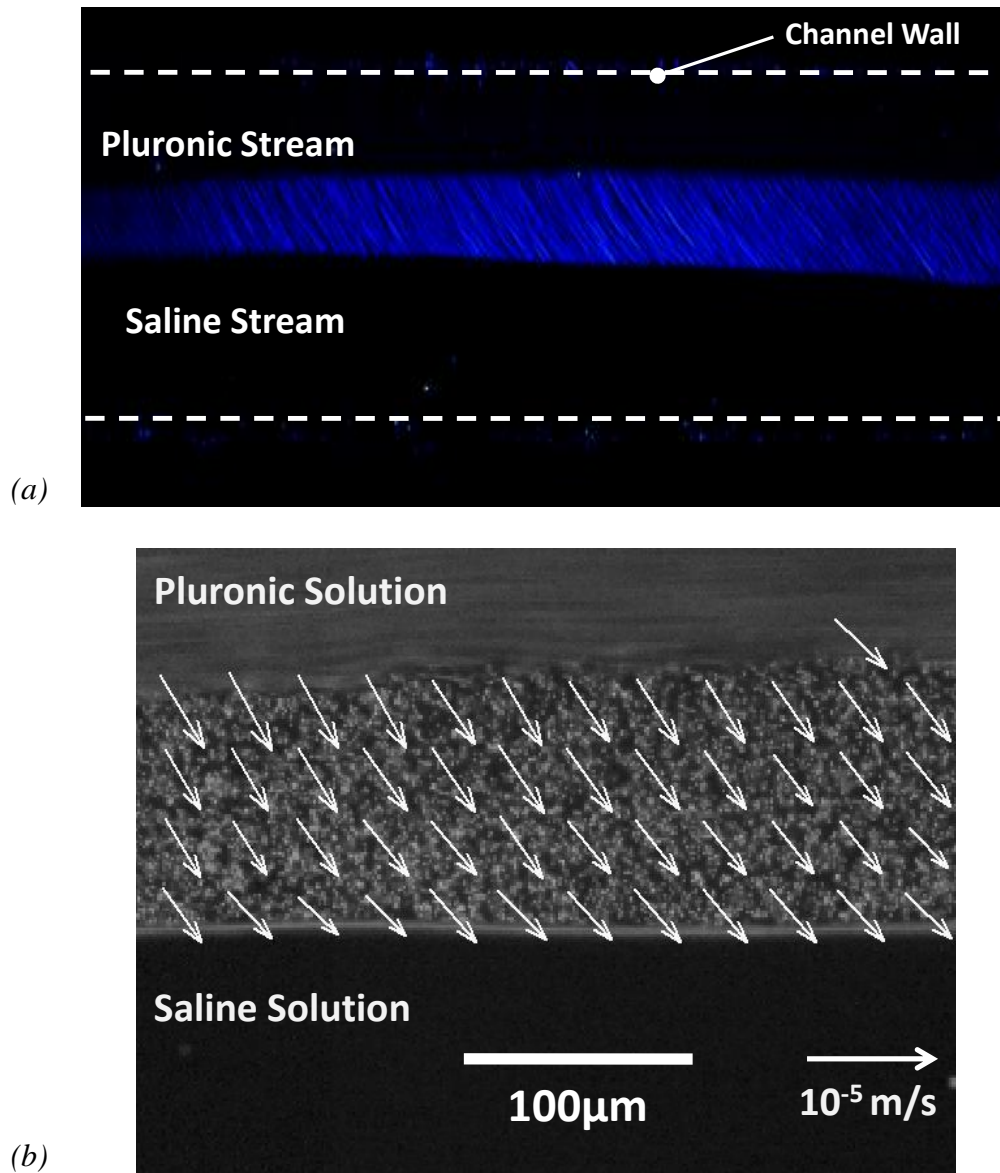 Channel Wall
Pluronic Stream
Saline Stream
(a)
Pluronic Solution
Saline Solution
100μm
10⁻⁵ m/s
(b)